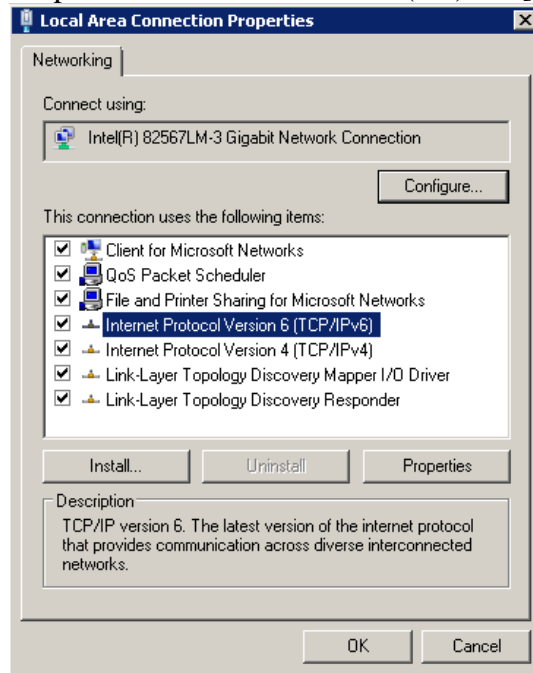 Local Area Connection Properties
Networking
Connect using:
Intel(R) 82567LM-3 Gigabit Network Connection
Configure...
This connection uses the following items:
Client for Microsoft Networks
QoS Packet Scheduler
File and Printer Sharing for Microsoft Networks
Internet Protocol Version 6 (TCP/IPv6)
Internet Protocol Version 4 (TCP/IPv4)
Link-Layer Topology Discovery Mapper I/O Driver
Link-Layer Topology Discovery Responder
Install...
Uninstall
Properties
Description
TCP/IP version 6. The latest version of the internet protocol
that provides communication across diverse interconnected
networks.
OK
Cancel